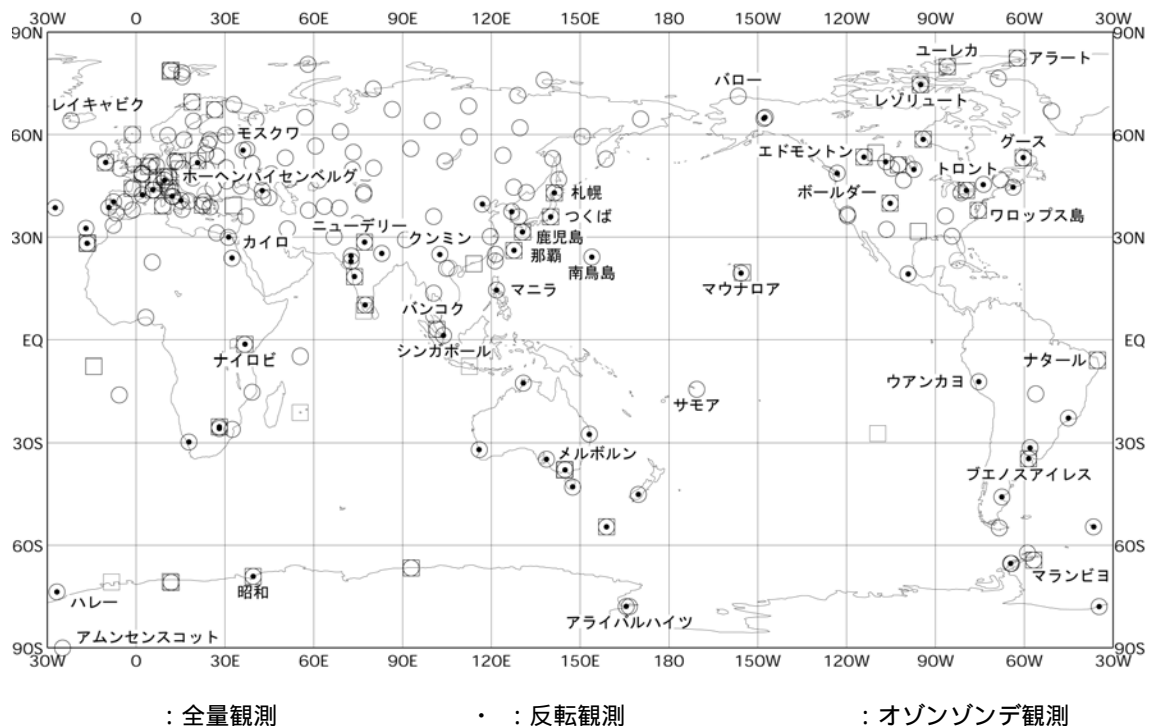 30W 0 30E 60E 90E 120E 150E 180 150W 120W 90W 60W 30W
90N 90N
ユーレカ
アラート
バロー
レイキャビク
レゾリュート
60N モスクワ 60N
グース
エドモントン
ホーヘンパイセンベルグ
トロント
札幌
ボールダー
つくば
ワロップス島
ニューデリー
30N カイロ クンミン 鹿児島 30N
那覇
南鳥島
マニラ
マウナロア
バンコク
EQ シンガポール EQ
ナイロビ
ナタール
ウアンカヨ
サモア
30S 30S
メルボルン
ブエノスアイレス
60S 60S
マランビヨ
昭和
ハレー
アライバルハイツ
アムンセンスコット
90S 90S
30W 0 30E 60E 90E 120E 150E 180 150W 120W 90W 60W 30W
：全量観測 ・ ：反転観測 ：オゾンゾンデ観測